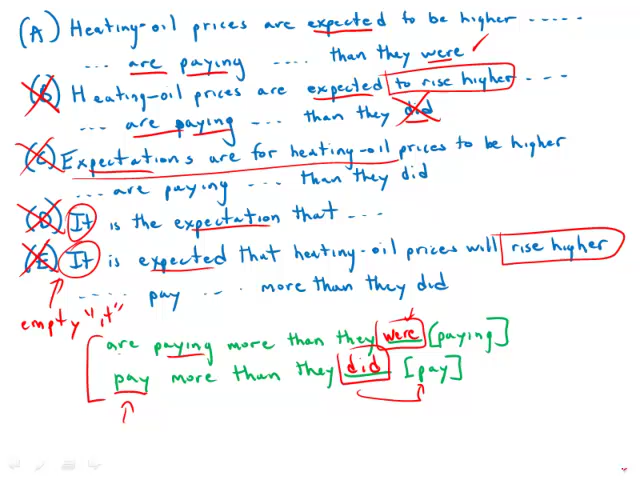 (A) Heating-oil prices are expected to be higher .....
... are paying .... than they were ✓
(B) Heating-oil prices are expected to rise higher ....
... are paying ... than they did
(C) Expectations are for heating-oil prices to be higher
... are paying .... than they did
(D) It is the expectation that ....
(E) It is expected that heating-oil prices will rise higher
..... pay .... more than they did
empty "it"
are paying more than they were [paying]
pay more than they did [pay]